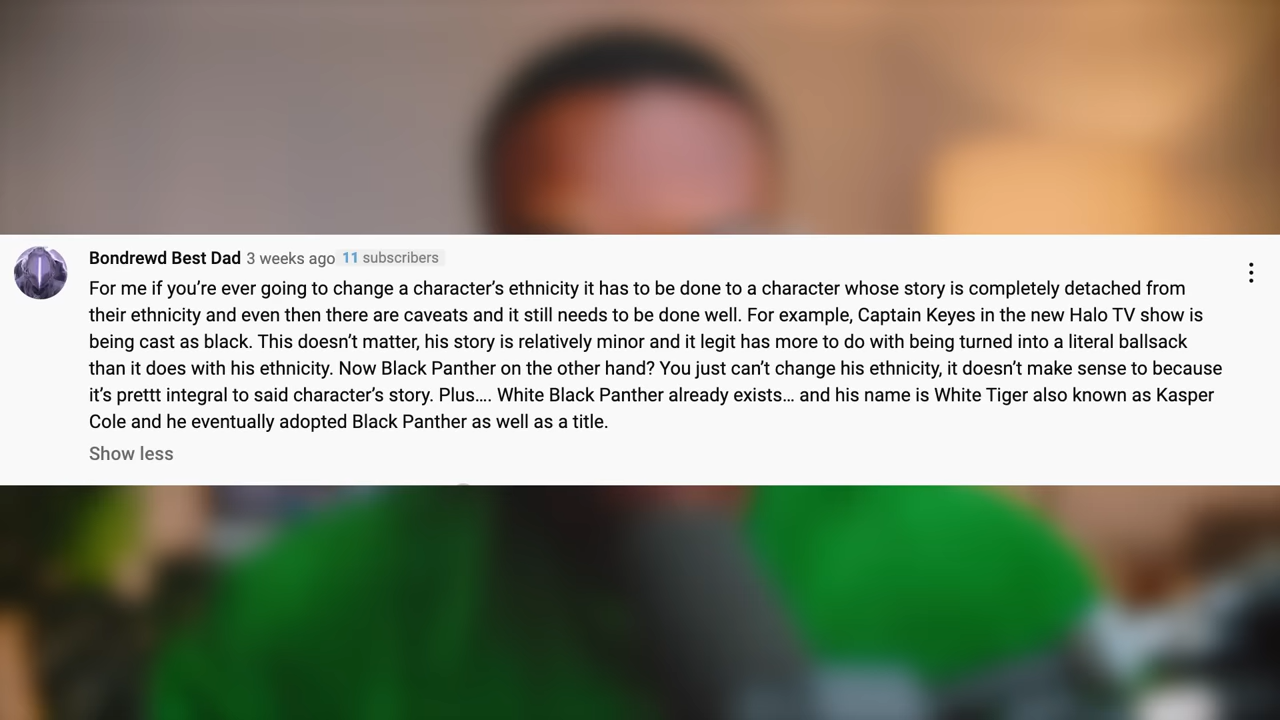 Bondrewd Best Dad 3 weeks ago 11 subscribers
For me if you’re ever going to change a character’s ethnicity it has to be done to a character whose story is completely detached from
their ethnicity and even then there are caveats and it still needs to be done well. For example, Captain Keyes in the new Halo TV show is
being cast as black. This doesn’t matter, his story is relatively minor and it legit has more to do with being turned into a literal ballsack
than it does with his ethnicity. Now Black Panther on the other hand? You just can’t change his ethnicity, it doesn’t make sense to because
it’s prettt integral to said character’s story. Plus…. White Black Panther already exists… and his name is White Tiger also known as Kasper
Cole and he eventually adopted Black Panther as well as a title.
Show less